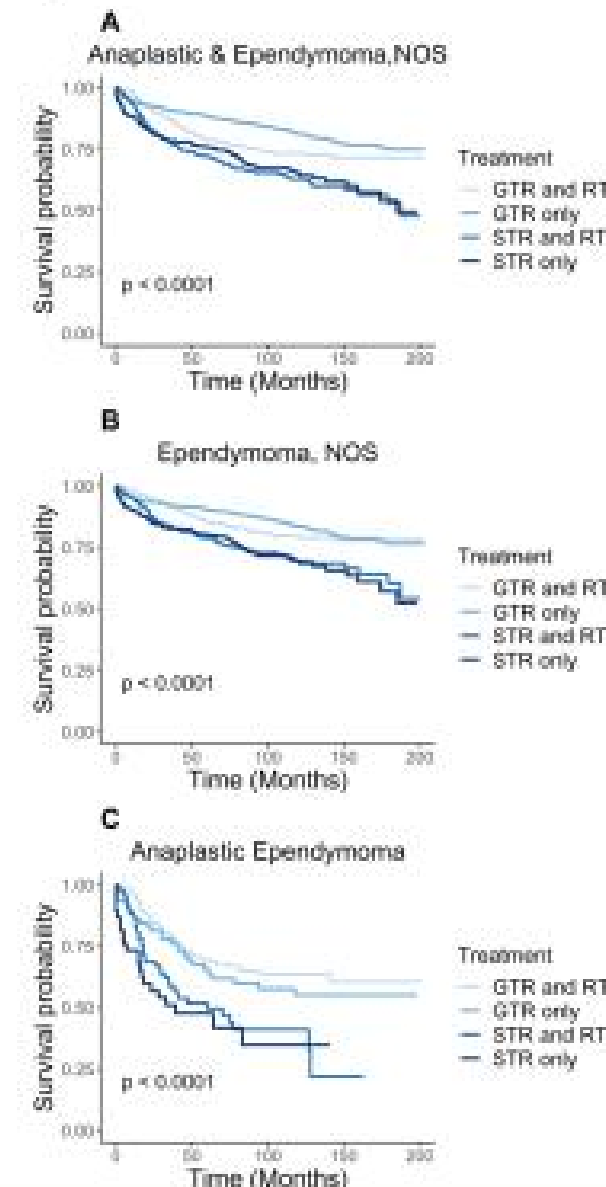 A
Anaplastic & Ependymoma,NOS
Survival probability
1.00
0.75
0.50
0.25
0.00
p < 0.0001
0 50 100 150 200
Time (Months)
Treatment
GTR and RT
GTR only
STR and RT
STR only
B
Ependymoma, NOS
Survival probability
1.00
0.75
0.50
0.25
0.00
p < 0.0001
0 50 100 150 200
Time (Months)
Treatment
GTR and RT
GTR only
STR and RT
STR only
C
Anaplastic Ependymoma
Survival probability
1.00
0.75
0.50
0.25
0.00
p < 0.0001
0 50 100 150 200
Time (Months)
Treatment
GTR and RT
GTR only
STR and RT
STR only